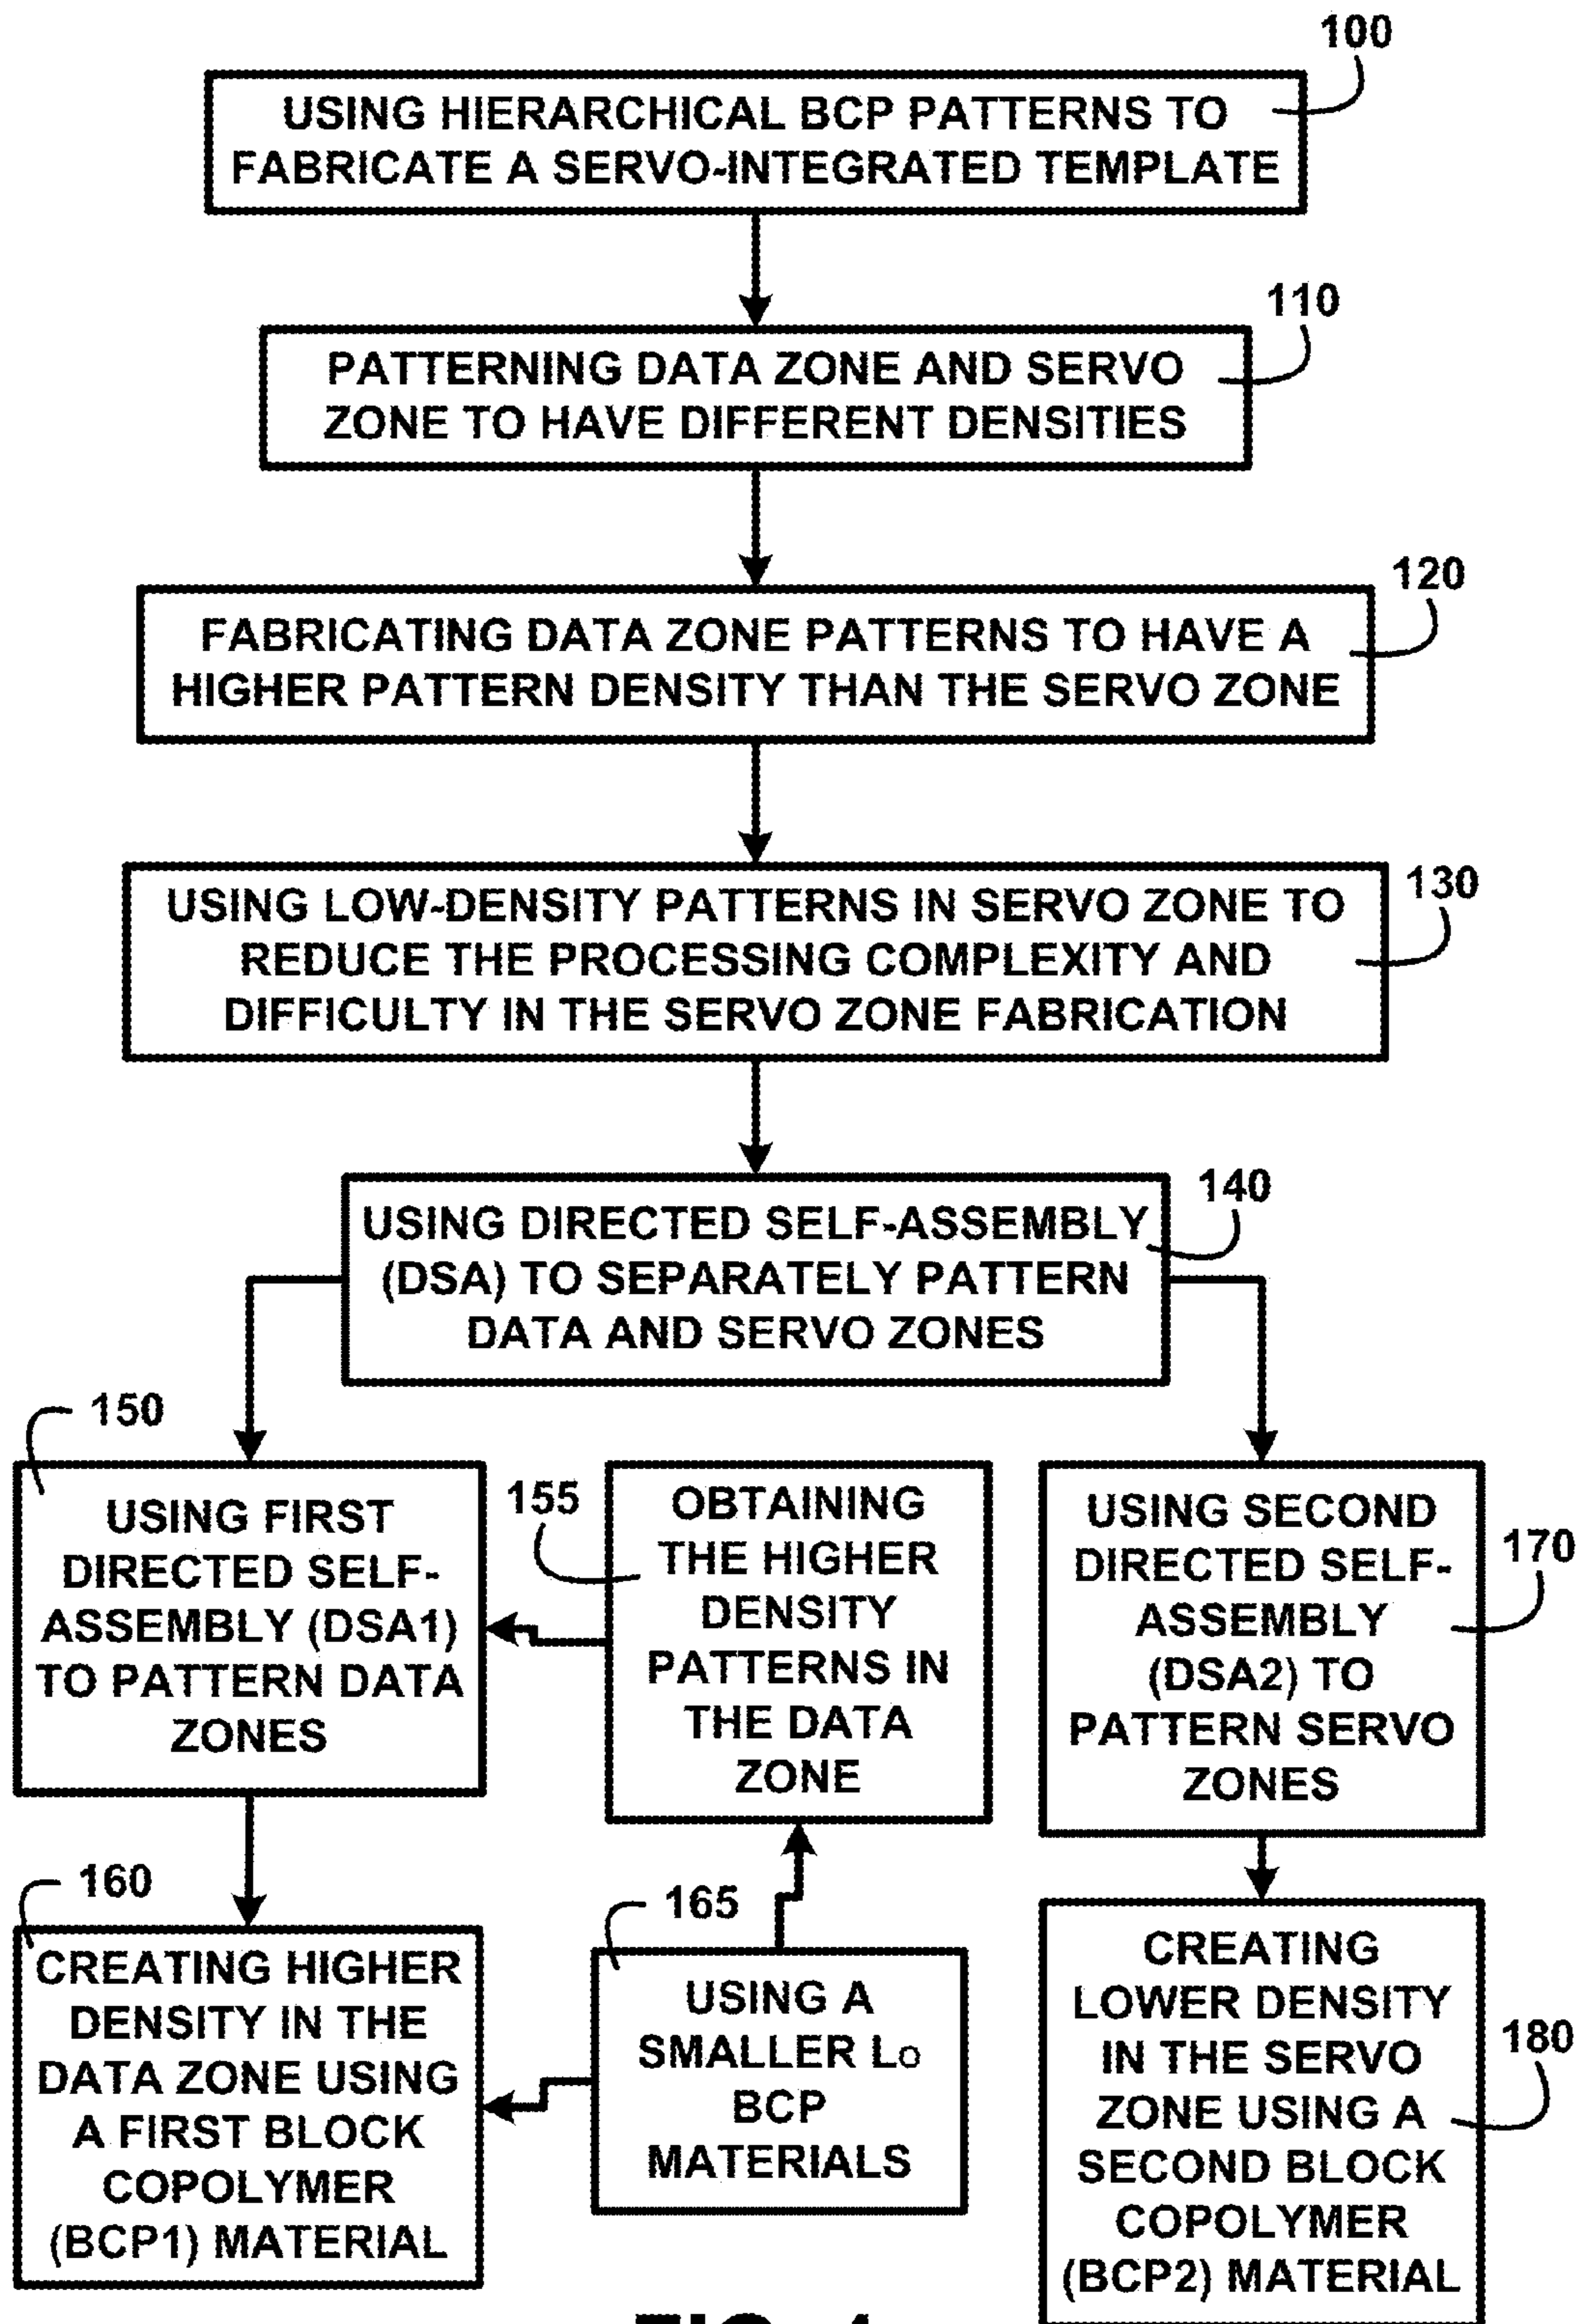 100
USING HIERARCHICAL BCP PATTERNS TO
FABRICATE A SERVO-INTEGRATED TEMPLATE
110
PATTERNING DATA ZONE AND SERVO
ZONE TO HAVE DIFFERENT DENSITIES
120
FABRICATING DATA ZONE PATTERNS TO HAVE A
HIGHER PATTERN DENSITY THAN THE SERVO ZONE
130
USING LOW-DENSITY PATTERNS IN SERVO ZONE TO
REDUCE THE PROCESSING COMPLEXITY AND
DIFFICULTY IN THE SERVO ZONE FABRICATION
140
USING DIRECTED SELF-ASSEMBLY
(DSA) TO SEPARATELY PATTERN
DATA AND SERVO ZONES
150
USING FIRST
DIRECTED SELF-
ASSEMBLY (DSA1)
TO PATTERN DATA
ZONES
155
OBTAINING
THE HIGHER
DENSITY
PATTERNS IN
THE DATA
ZONE
170
USING SECOND
DIRECTED SELF-
ASSEMBLY
(DSA2) TO
PATTERN SERVO
ZONES
160
CREATING HIGHER
DENSITY IN THE
DATA ZONE USING
A FIRST BLOCK
COPOLYMER
(BCP1) MATERIAL
165
USING A
SMALLER LO
BCP
MATERIALS
180
CREATING
LOWER DENSITY
IN THE SERVO
ZONE USING A
SECOND BLOCK
COPOLYMER
(BCP2) MATERIAL